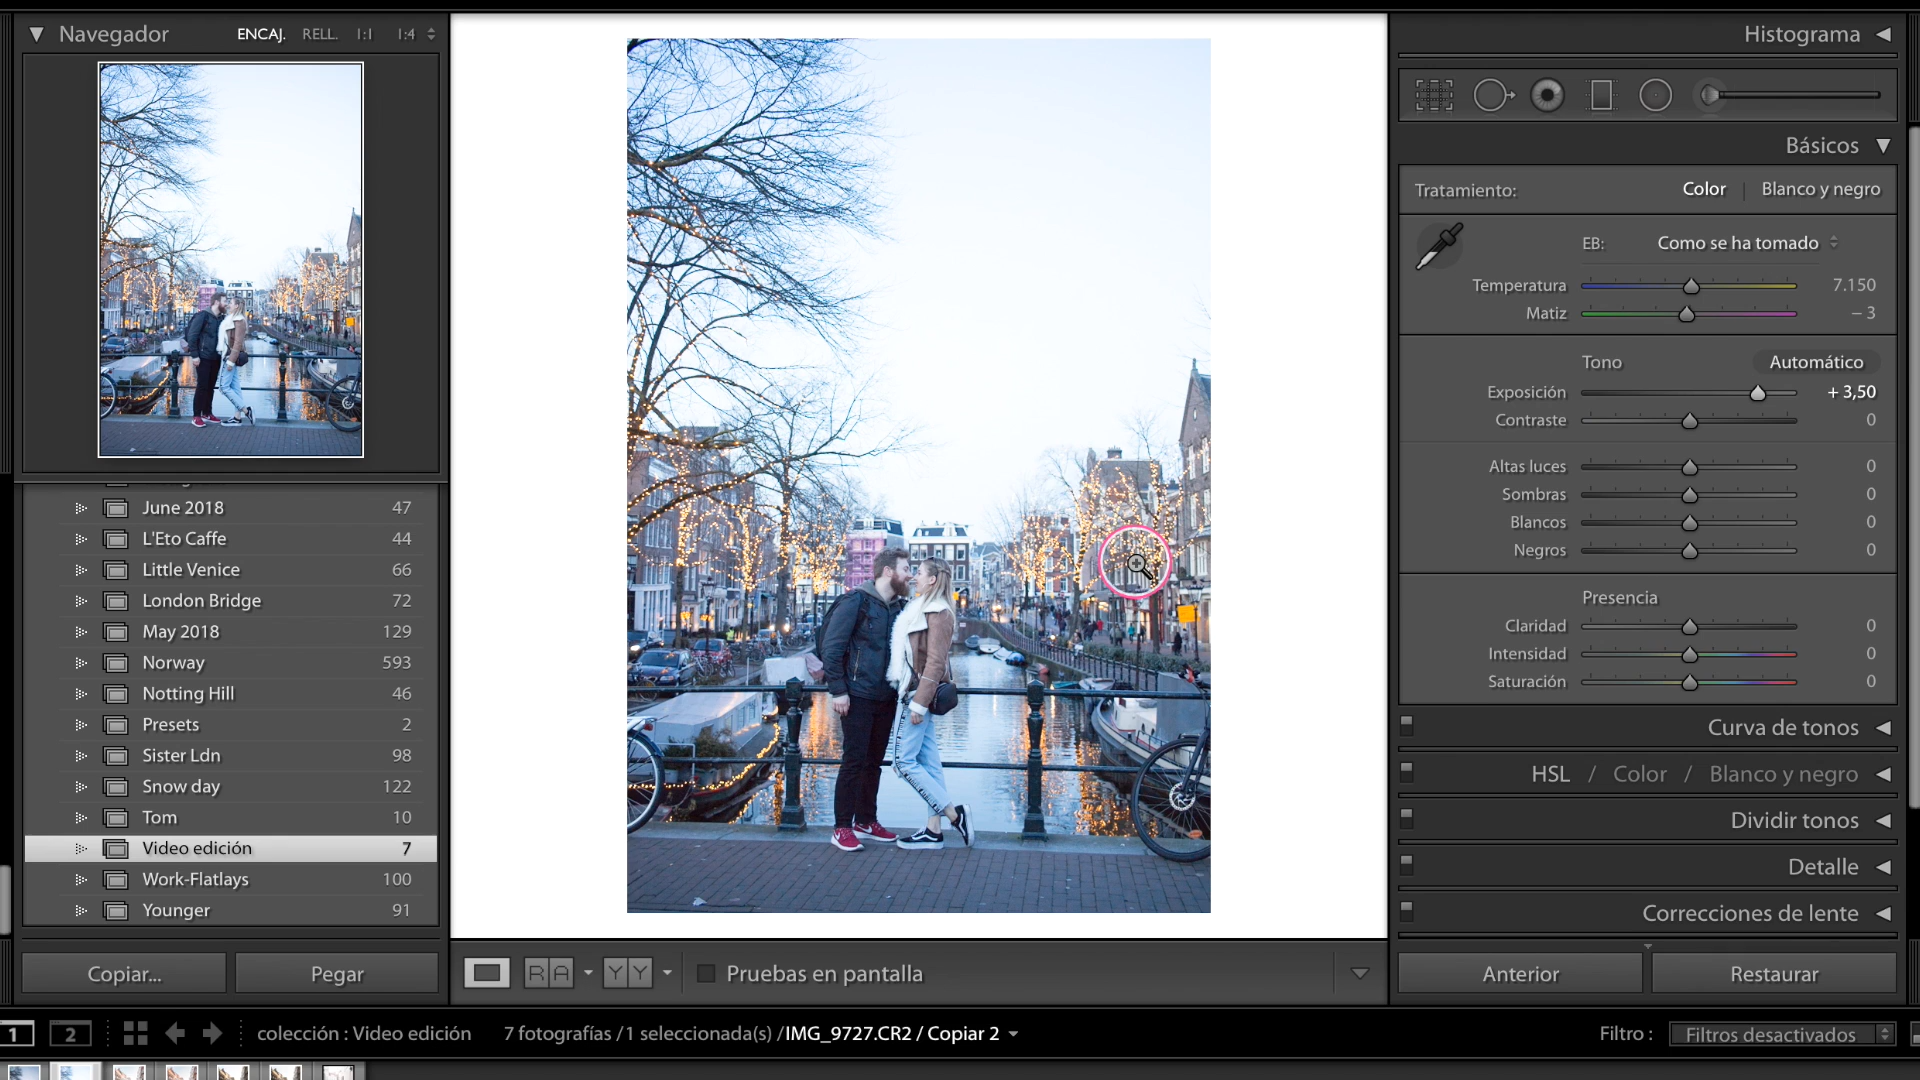 Navegador ENCAJ. RELL. 1:1 1:4
June 2018 47
L'Eto Caffe 44
Little Venice 66
London Bridge 72
May 2018 129
Norway 593
Notting Hill 46
Presets 2
Sister Ldn 98
Snow day 122
Tom 10
Video edición 7
Work-Flatlays 100
Younger 91
Copiar... Pegar
R A Y Y Pruebas en pantalla
Histograma
Básicos
Tratamiento: Color Blanco y negro
EB: Como se ha tomado
Temperatura 7.150
Matiz – 3
Tono Automático
Exposición + 3,50
Contraste 0
Altas luces 0
Sombras 0
Blancos 0
Negros 0
Presencia
Claridad 0
Intensidad 0
Saturación 0
Curva de tonos
HSL / Color / Blanco y negro
Dividir tonos
Detalle
Correcciones de lente
Anterior Restaurar
1 2 colección : Video edición 7 fotografías /1 seleccionada(s) /IMG_9727.CR2 / Copiar 2 Filtro : Filtros desactivados